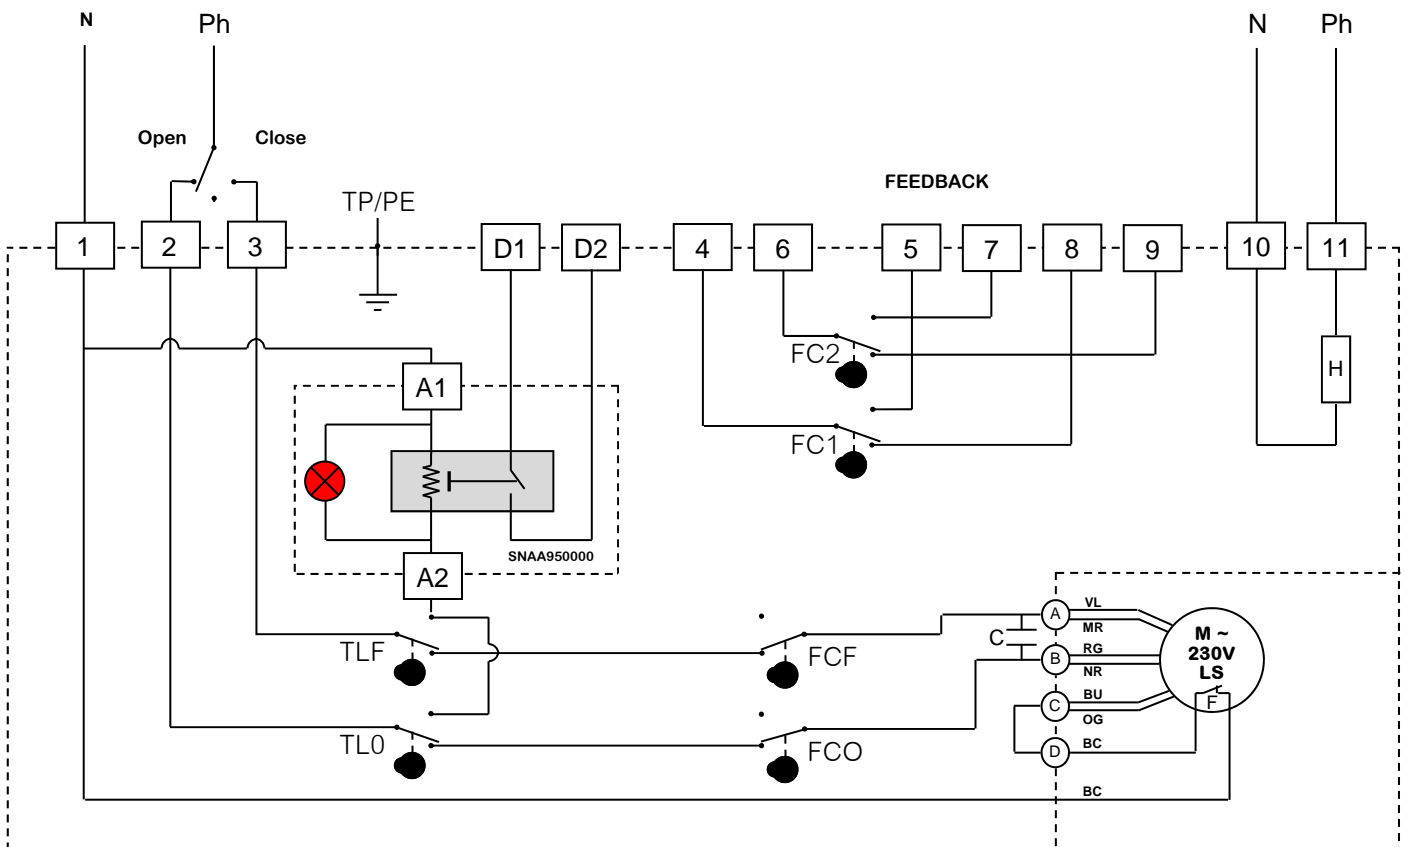 N
Ph
N
Ph
Open
Close
FEEDBACK
TP/PE
1
2
3
D1
D2
4
6
5
7
8
9
10
11
FC2
H
A1
FC1
SNAA950000
A2
TLF
FCF
C
A
VL
MR
B
RG
NR
C
BU
OG
D
BC
M ~
230V
LS
F
TL0
FCO
BC